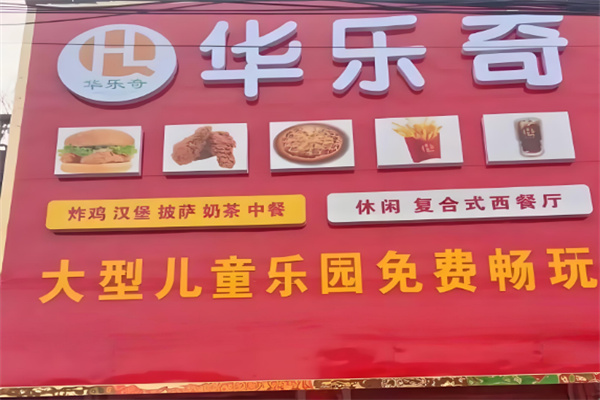 华乐奇
华乐奇
炸鸡 汉堡 披萨 奶茶 中餐
休闲 复合式西餐厅
大型儿童乐园免费畅玩